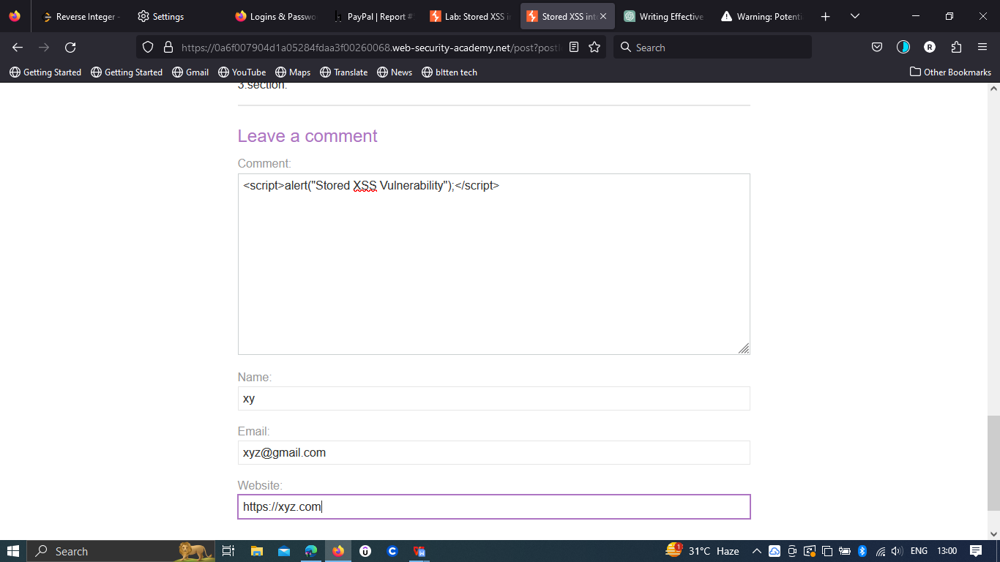 Reverse Integer -
Settings
Logins & Passwo
PayPal | Report #
Lab: Stored XSS in
Stored XSS int
Writing Effective
Warning: Potenti
https://0a6f007904d1a05284fdaa3f00260068.web-security-academy.net/post?postI
Search
Getting Started
Getting Started
Gmail
YouTube
Maps
Translate
News
bltten tech
Other Bookmarks
3.section.
Leave a comment
Comment:
<script>alert("Stored XSS Vulnerability");</script>
Name:
xy
Email:
xyz@gmail.com
Website:
https://xyz.com
Search
1
31°C Haze
ENG
13:00